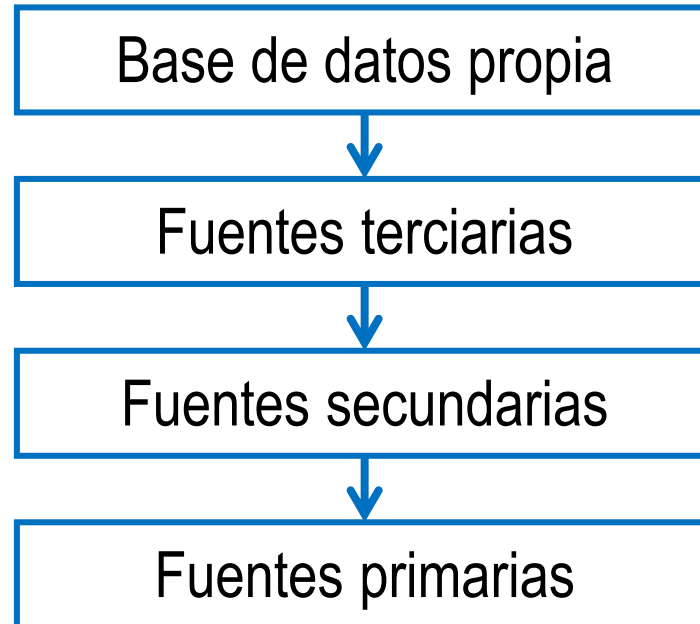 Base de datos propia
Fuentes terciarias
Fuentes secundarias
Fuentes primarias